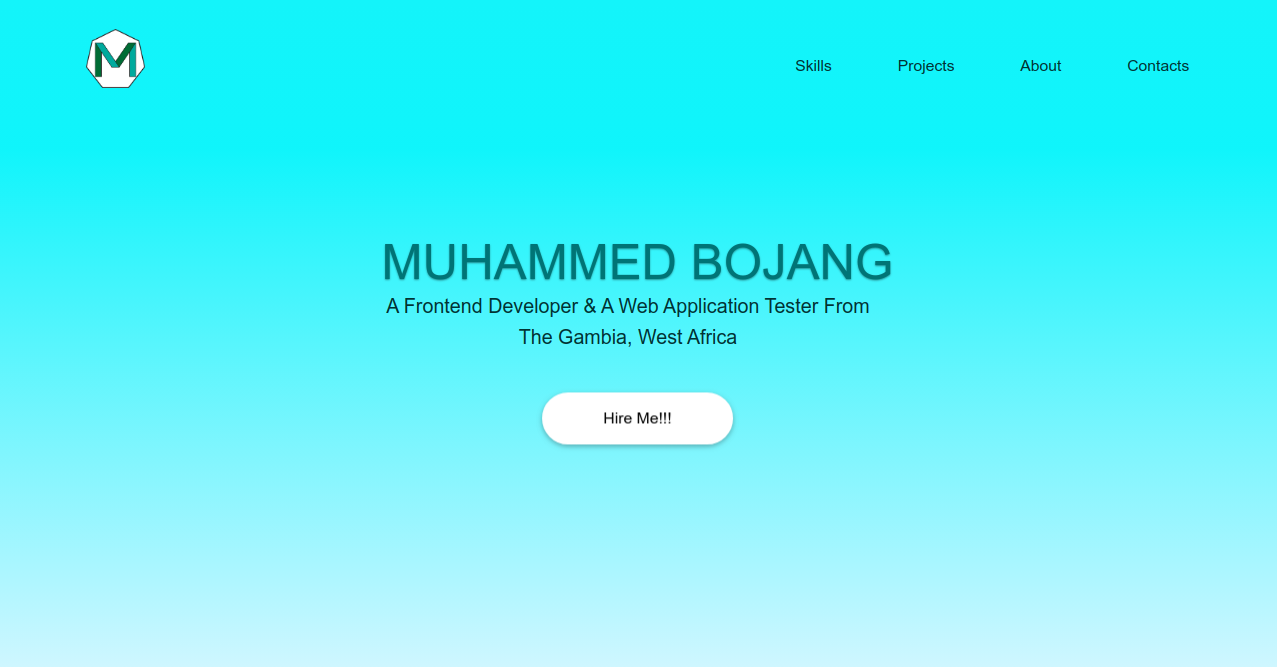 M
Skills
Projects
About
Contacts
MUHAMMED BOJANG
A Frontend Developer & A Web Application Tester From
The Gambia, West Africa
Hire Me!!!